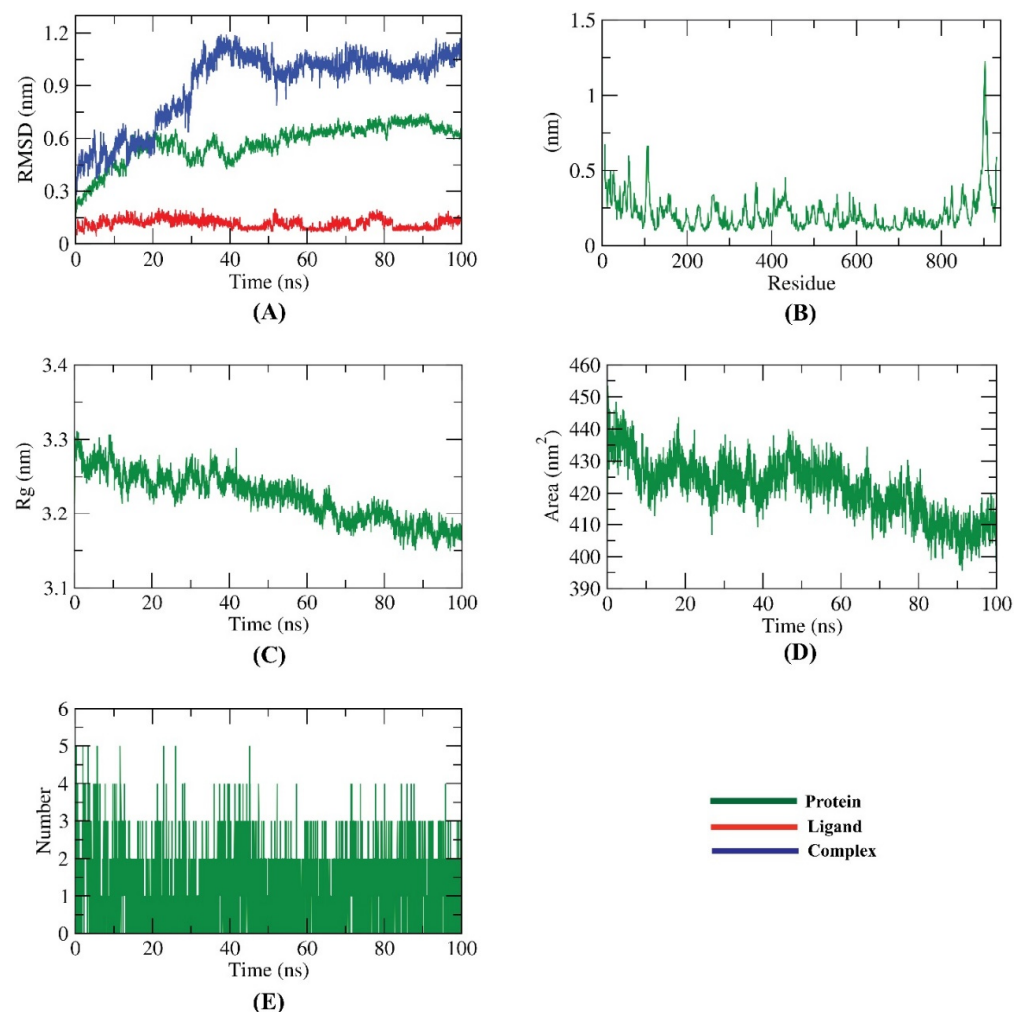 1.2
0.9
0.6
0.3
0
RMSD (nm)
0 20 40 60 80 100
Time (ns)
(A)
1.5
1
0.5
0
(nm)
0 200 400 600 800
Residue
(B)
3.4
3.3
3.2
3.1
Rg (nm)
0 20 40 60 80 100
Time (ns)
(C)
460
450
440
430
420
410
400
390
Area (nm²)
0 20 40 60 80 100
Time (ns)
(D)
6
5
4
3
2
1
0
Number
0 20 40 60 80 100
Time (ns)
(E)
Protein
Ligand
Complex